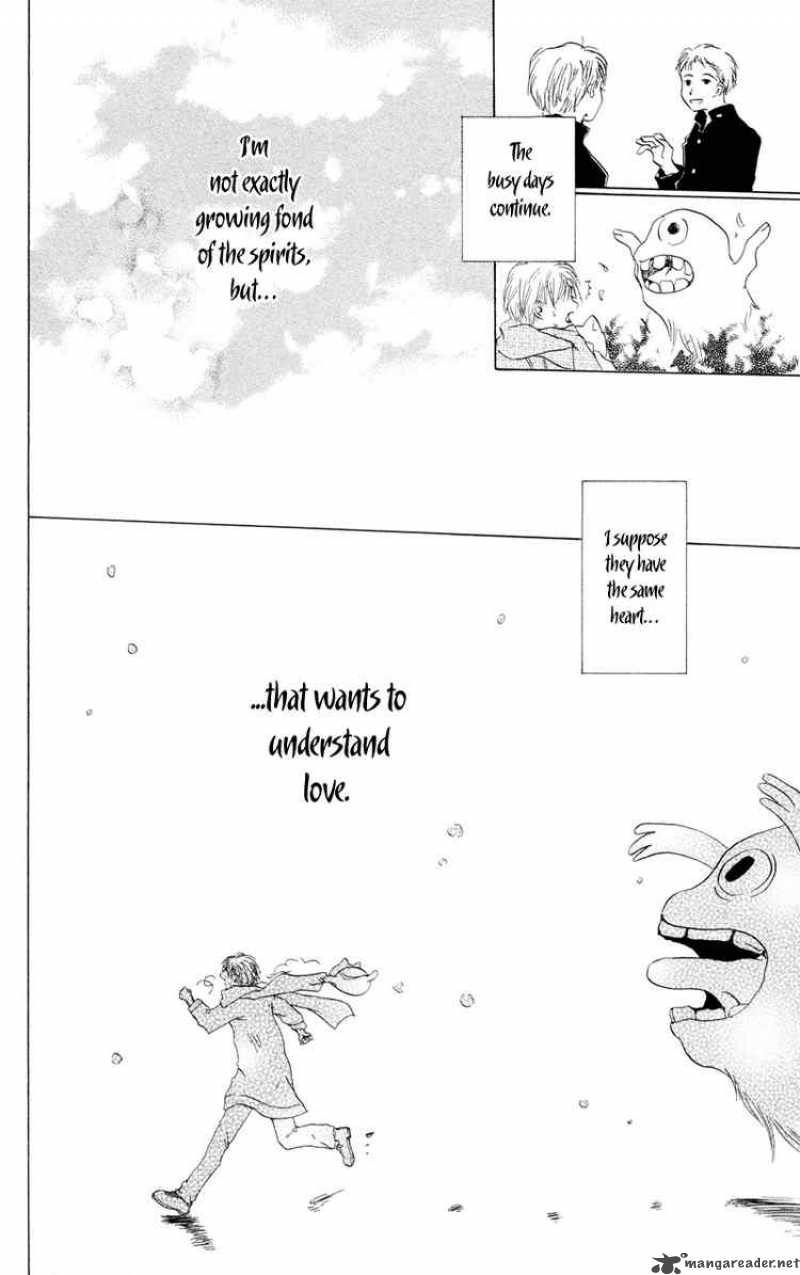 The
busy days
continue.
I'm
not exactly
growing fond
of the spirits,
but...
I suppose
they have
the same
heart...
...that wants to
understand
love.
mangareader.net